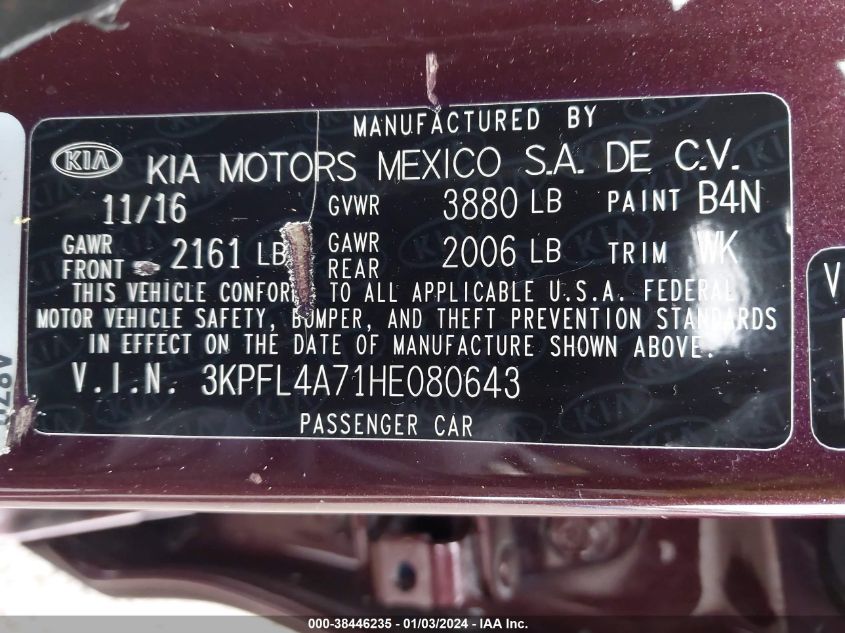 MANUFACTURED BY
KIA KIA MOTORS MEXICO S.A. DE C.V.
11/16 GVWR 3880 LB PAINT B4N
GAWR FRONT 2161 LB GAWR REAR 2006 LB TRIM WK
THIS VEHICLE CONFORMS TO ALL APPLICABLE U.S.A. FEDERAL
MOTOR VEHICLE SAFETY, BUMPER, AND THEFT PREVENTION STANDARDS
IN EFFECT ON THE DATE OF MANUFACTURE SHOWN ABOVE.
V.I.N. 3KPFL4A71HE080643
PASSENGER CAR
V
000-38446235 - 01/03/2024 - IAA Inc.